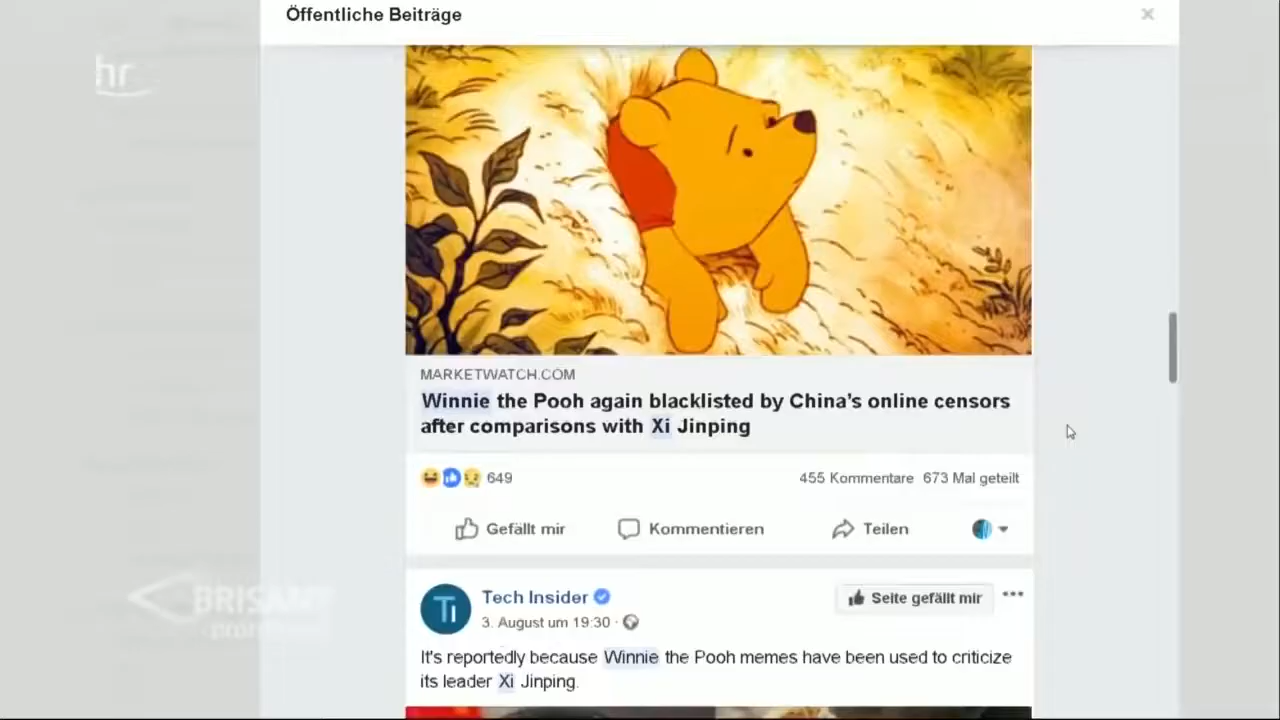 Öffentliche Beiträge
hr
MARKETWATCH.COM
Winnie the Pooh again blacklisted by China's online censors
after comparisons with Xi Jinping
649
455 Kommentare 673 Mal geteilt
Gefällt mir
Kommentieren
Teilen
BRISANT
Tech Insider
Seite gefällt mir
TI
3. August um 19:30 ·
It's reportedly because Winnie the Pooh memes have been used to criticize
its leader Xi Jinping.